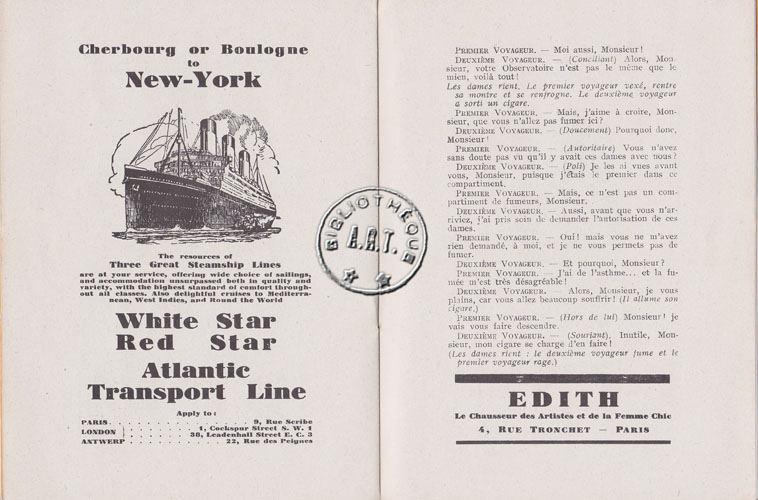 Cherbourg or Boulogne
to
New-York
The resources of
Three Great Steamship Lines
are at your service, offering wide choice of sailings,
and accommodation unsurpassed both in quality and
variety, with the highest standard of comfort through-
out all classes. Also delightful cruises to Mediterra-
nean, West Indies, and Round the World
White Star
Red Star
Atlantic
Transport Line
Apply to:
PARIS . . . . . . . . . . . . . 9, Rue Scribe
LONDON } . . . . . . . 1, Cockspur Street S. W. 1
38, Leadenhall Street E. C. 3
ANTWERP . . . . . . . . . 22, Rue des Peignes
BIBLIOTHÈQUE
A.R.T.
PREMIER VOYAGEUR. — Moi aussi, Monsieur!
DEUXIÈME VOYAGEUR. — (Conciliant) Alors, Mon-
sieur, votre Observatoire n'est pas le même que le
mien, voilà tout!
Les dames rient. Le premier voyageur vexé, rentre
sa montre et se renfrogne. Le deuxième voyageur
a sorti un cigare.
PREMIER VOYAGEUR. — Mais, j'aime à croire, Mon-
sieur, que vous n'allez pas fumer ici?
DEUXIÈME VOYAGEUR. — (Doucement) Pourquoi donc,
Monsieur!
PREMIER VOYAGEUR. — (Autoritaire) Vous n'avez
sans doute pas vu qu'il y avait ces dames avec nous?
DEUXIÈME VOYAGEUR. — (Poli) Je les ai vues avant
vous, Monsieur, puisque j'étais le premier dans ce
compartiment.
PREMIER VOYAGEUR. — Mais, ce n'est pas un com-
partiment de fumeurs, Monsieur.
DEUXIÈME VOYAGEUR. — Aussi, avant que vous n'ar-
riviez, j'ai pris soin de demander l'autorisation de ces
dames.
PREMIER VOYAGEUR. — Oui! mais vous ne m'avez
rien demandé, à moi, et je ne vous permets pas de
fumer.
DEUXIÈME VOYAGEUR. — Et pourquoi, Monsieur?
PREMIER VOYAGEUR. — J'ai de l'asthme... et la fu-
mée m'est très désagréable!
DEUXIÈME VOYAGEUR. — Alors, Monsieur, je vous
plains, car vous allez beaucoup souffrir! (Il allume son
cigare.)
PREMIER VOYAGEUR. — (Hors de lui) Monsieur! je
vais vous faire descendre.
DEUXIÈME VOYAGEUR. — (Souriant). Inutile, Mon-
sieur, mon cigare se charge d'en faire!
(Les dames rient: le deuxième voyageur fume et le
premier voyageur rage.)
EDITH
Le Chausseur des Artistes et de la Femme Chic
4, RUE TRONCHET — PARIS